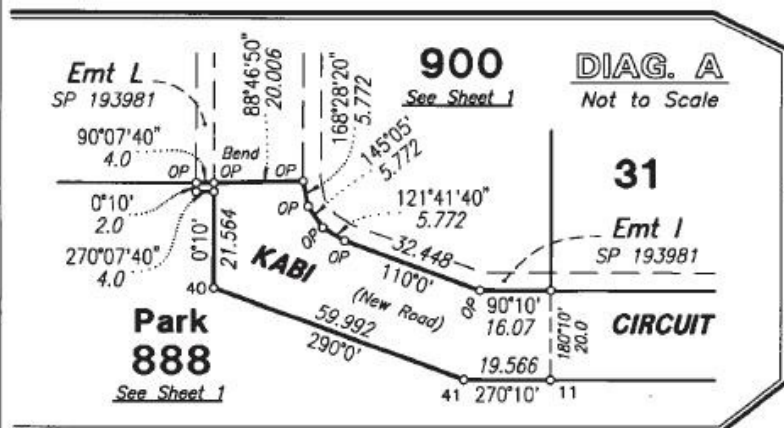 Emt L
SP 193981
90°07'40"
4.0
88°46'50"
20.006
168°28'20"
5.772
900
See Sheet 1
DIAG. A
Not to Scale
145°05'
5.772
OP
Bend
OP
OP
121°41'40"
5.772
31
0°10'
2.0
OP
OP
OP
270°07'40"
4.0
0°10'
21.564
KABI
32.448
110°0'
Emt I
SP 193981
(New Road)
OP
90°10'
16.07
CIRCUIT
180°10'
20.0
40
59.992
290°0'
Park
888
See Sheet 1
19.566
41
270°10'
11